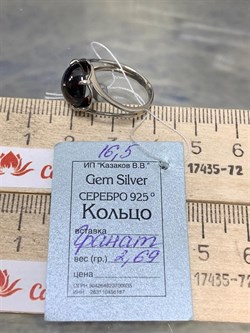 16,5
ИП "Казаков В.В."
Gem Silver
СЕРЕБРО 925°
Кольцо
вставка
гранат
вес (гр.) 2,69
цена
17435-72
17435-72